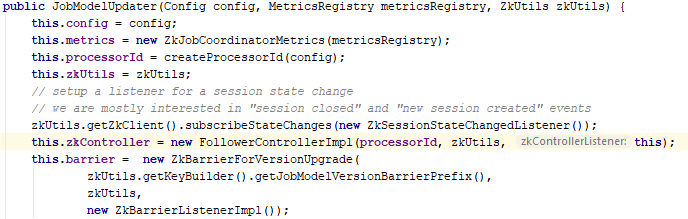 public JobModelUpdater(Config config, MetricsRegistry metricsRegistry, ZkUtils zkUtils) {
this.config = config;
this.metrics = new ZkJobCoordinatorMetrics(metricsRegistry);
this.processorId = createProcessorId(config);
this.zkUtils = zkUtils;
// setup a listener for a session state change
// we are mostly interested in "session closed" and "new session created" events
zkUtils.getZkClient().subscribeStateChanges(new ZkSessionStateChangedListener());
this.zkController = new FollowerControllerImpl(processorId, zkUtils, zkControllerListener: this);
this.barrier =  new ZkBarrierForVersionUpgrade(
zkUtils.getKeyBuilder().getJobModelVersionBarrierPrefix(),
zkUtils,
new ZkBarrierListenerImpl());